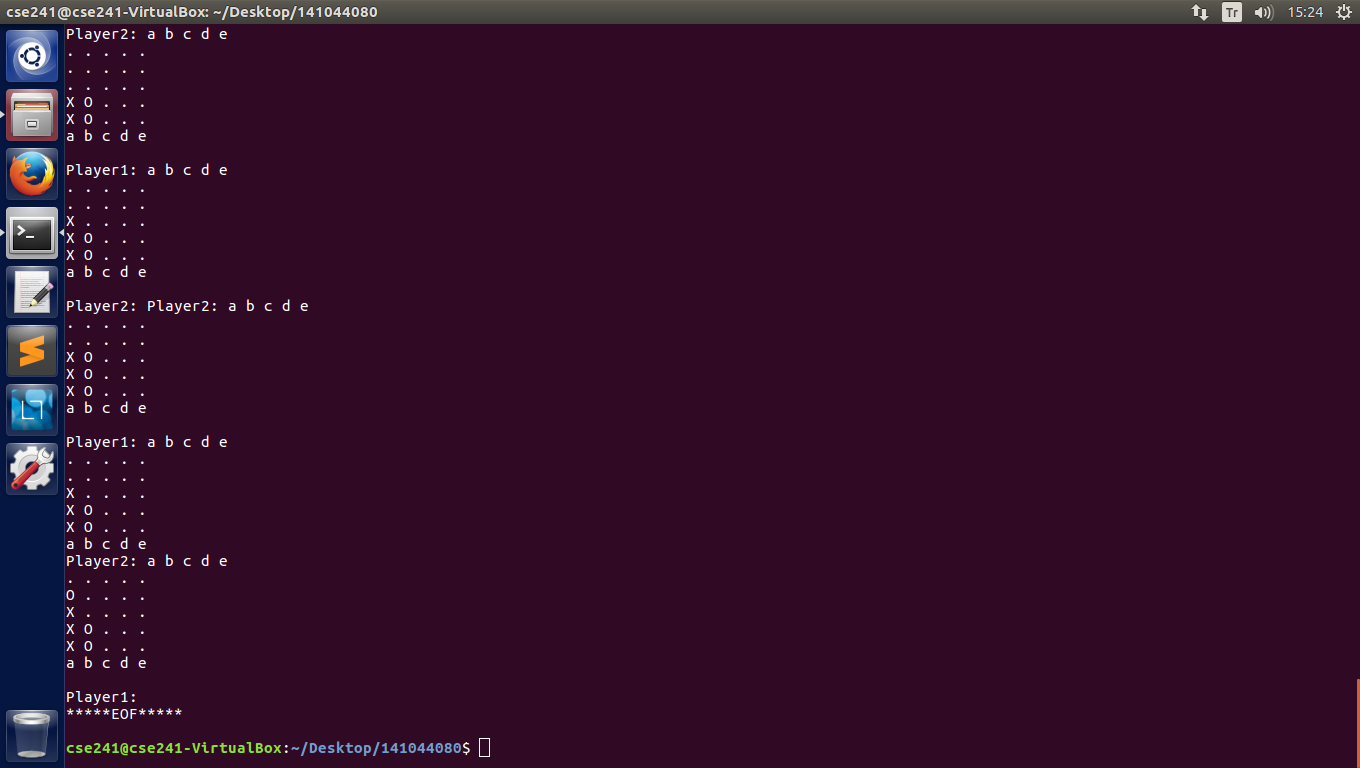 cse241@cse241-VirtualBox: ~/Desktop/141044080
Tr
15:24
Player2: a b c d e
. . . . .
. . . . .
. . . . .
X O . . .
X O . . .
a b c d e
Player1: a b c d e
. . . . .
. . . . .
X . . . .
X O . . .
X O . . .
a b c d e
Player2: Player2: a b c d e
. . . . .
. . . . .
X O . . .
X O . . .
X O . . .
a b c d e
Player1: a b c d e
. . . . .
. . . . .
X . . . .
X O . . .
X O . . .
a b c d e
Player2: a b c d e
. . . . .
O . . . .
X . . . .
X O . . .
X O . . .
a b c d e
Player1:
*****EOF*****
cse241@cse241-VirtualBox:~/Desktop/141044080$